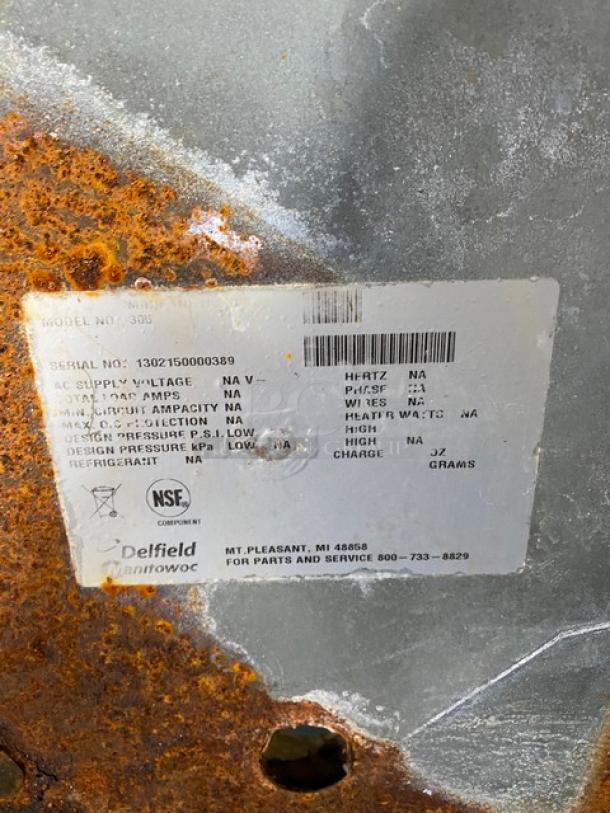 MODEL NO: 305
SERIAL NO: 1302150000389
AC SUPPLY VOLTAGE NA V HERTZ NA
TOTAL LOAD AMPS NA PHASE NA
MIN. CIRCUIT AMPACITY NA WIRES NA
MAX. O.C PROTECTION NA HEATER WATTS NA
DESIGN PRESSURE P.S.I. LOW HIGH
DESIGN PRESSURE kPa LOW NA HIGH NA
REFRIGERANT NA CHARGE OZ
GRAMS
NSF®
COMPONENT
Delfield
Manitowoc
MT.PLEASANT, MI 48858
FOR PARTS AND SERVICE 800-733-8829